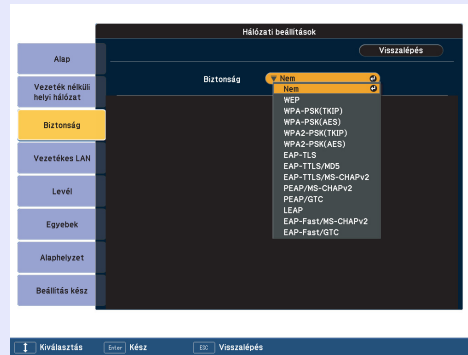 Hálózati beállítások
Visszalépés
Alap
Vezeték nélküli
helyi hálózat
Biztonság
Vezetékes LAN
Levél
Egyebek
Alaphelyzet
Beállítás kész
Biztonság
Nem
Nem
WEP
WPA-PSK(TKIP)
WPA-PSK(AES)
WPA2-PSK(TKIP)
WPA2-PSK(AES)
EAP-TLS
EAP-TTLS/MD5
EAP-TTLS/MS-CHAPv2
PEAP/MS-CHAPv2
PEAP/GTC
LEAP
EAP-Fast/MS-CHAPv2
EAP-Fast/GTC
Kiválasztás Enter Kész ESC Visszalépés